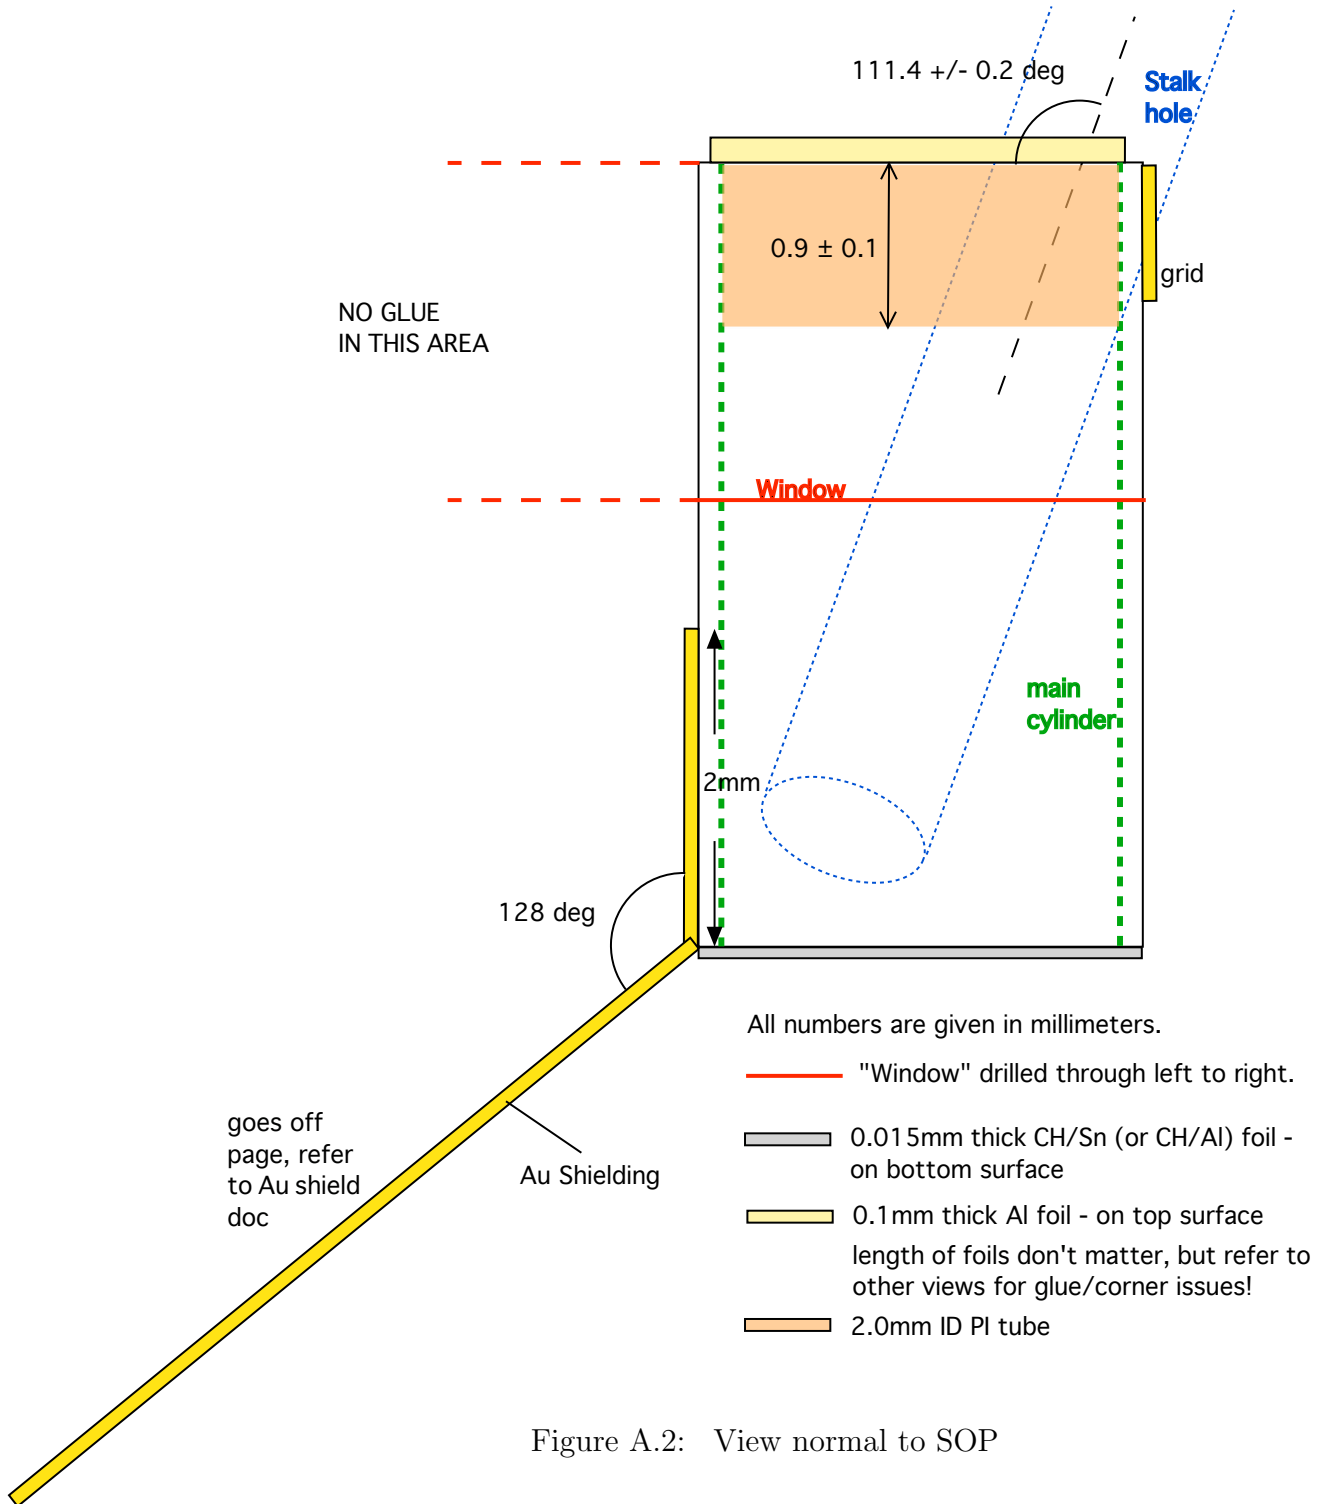 111.4 +/- 0.2 deg
Stalk
hole
0.9 ± 0.1
grid
NO GLUE
IN THIS AREA
Window
main
cylinder
2mm
128 deg
All numbers are given in millimeters.
"Window" drilled through left to right.
goes off
page, refer
to Au shield
doc
Au Shielding
0.015mm thick CH/Sn (or CH/Al) foil -
on bottom surface
0.1mm thick Al foil - on top surface
length of foils don't matter, but refer to
other views for glue/corner issues!
2.0mm ID PI tube
Figure A.2: View normal to SOP